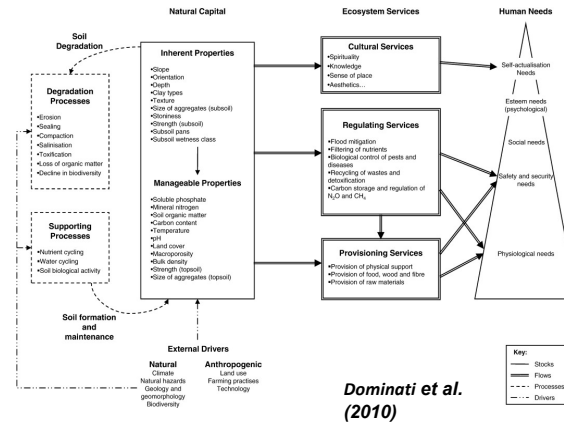 Natural Capital
Ecosystem Services
Human Needs
Soil
Degradation
Degradation
Processes
•Erosion
•Sealing
•Compaction
•Salinisation
•Toxification
•Loss of organic matter
•Decline in biodiversity
Supporting
Processes
•Nutrient cycling
•Water cycling
•Soil biological activity
Soil formation
and
maintenance
Inherent Properties
•Slope
•Orientation
•Depth
•Clay types
•Texture
•Size of aggregates (subsoil)
•Stoniness
•Strength (subsoil)
•Subsoil pans
•Subsoil wetness class
Manageable Properties
•Soluble phosphate
•Mineral nitrogen
•Soil organic matter
•Carbon content
•Temperature
•pH
•Land cover
•Macroporosity
•Bulk density
•Strength (topsoil)
•Size of aggregates (topsoil)
External Drivers
Natural
Climate
Natural hazards
Geology and
geomorphology
Biodiversity
Anthropogenic
Land use
Farming practises
Technology
Cultural Services
•Spirituality
•Knowledge
•Sense of place
•Aesthetics...
Regulating Services
•Flood mitigation
•Filtering of nutrients
•Biological control of pests and
diseases
•Recycling of wastes and
detoxification
•Carbon storage and regulation of
N₂O and CH₄
Provisioning Services
•Provision of physical support
•Provision of food, wood and fibre
•Provision of raw materials
Self-actualisation
Needs
Esteem needs
(psychological)
Social needs
Safety and security
needs
Physiological needs
Key:
Stocks
Flows
Processes
Drivers
Dominati et al.
(2010)